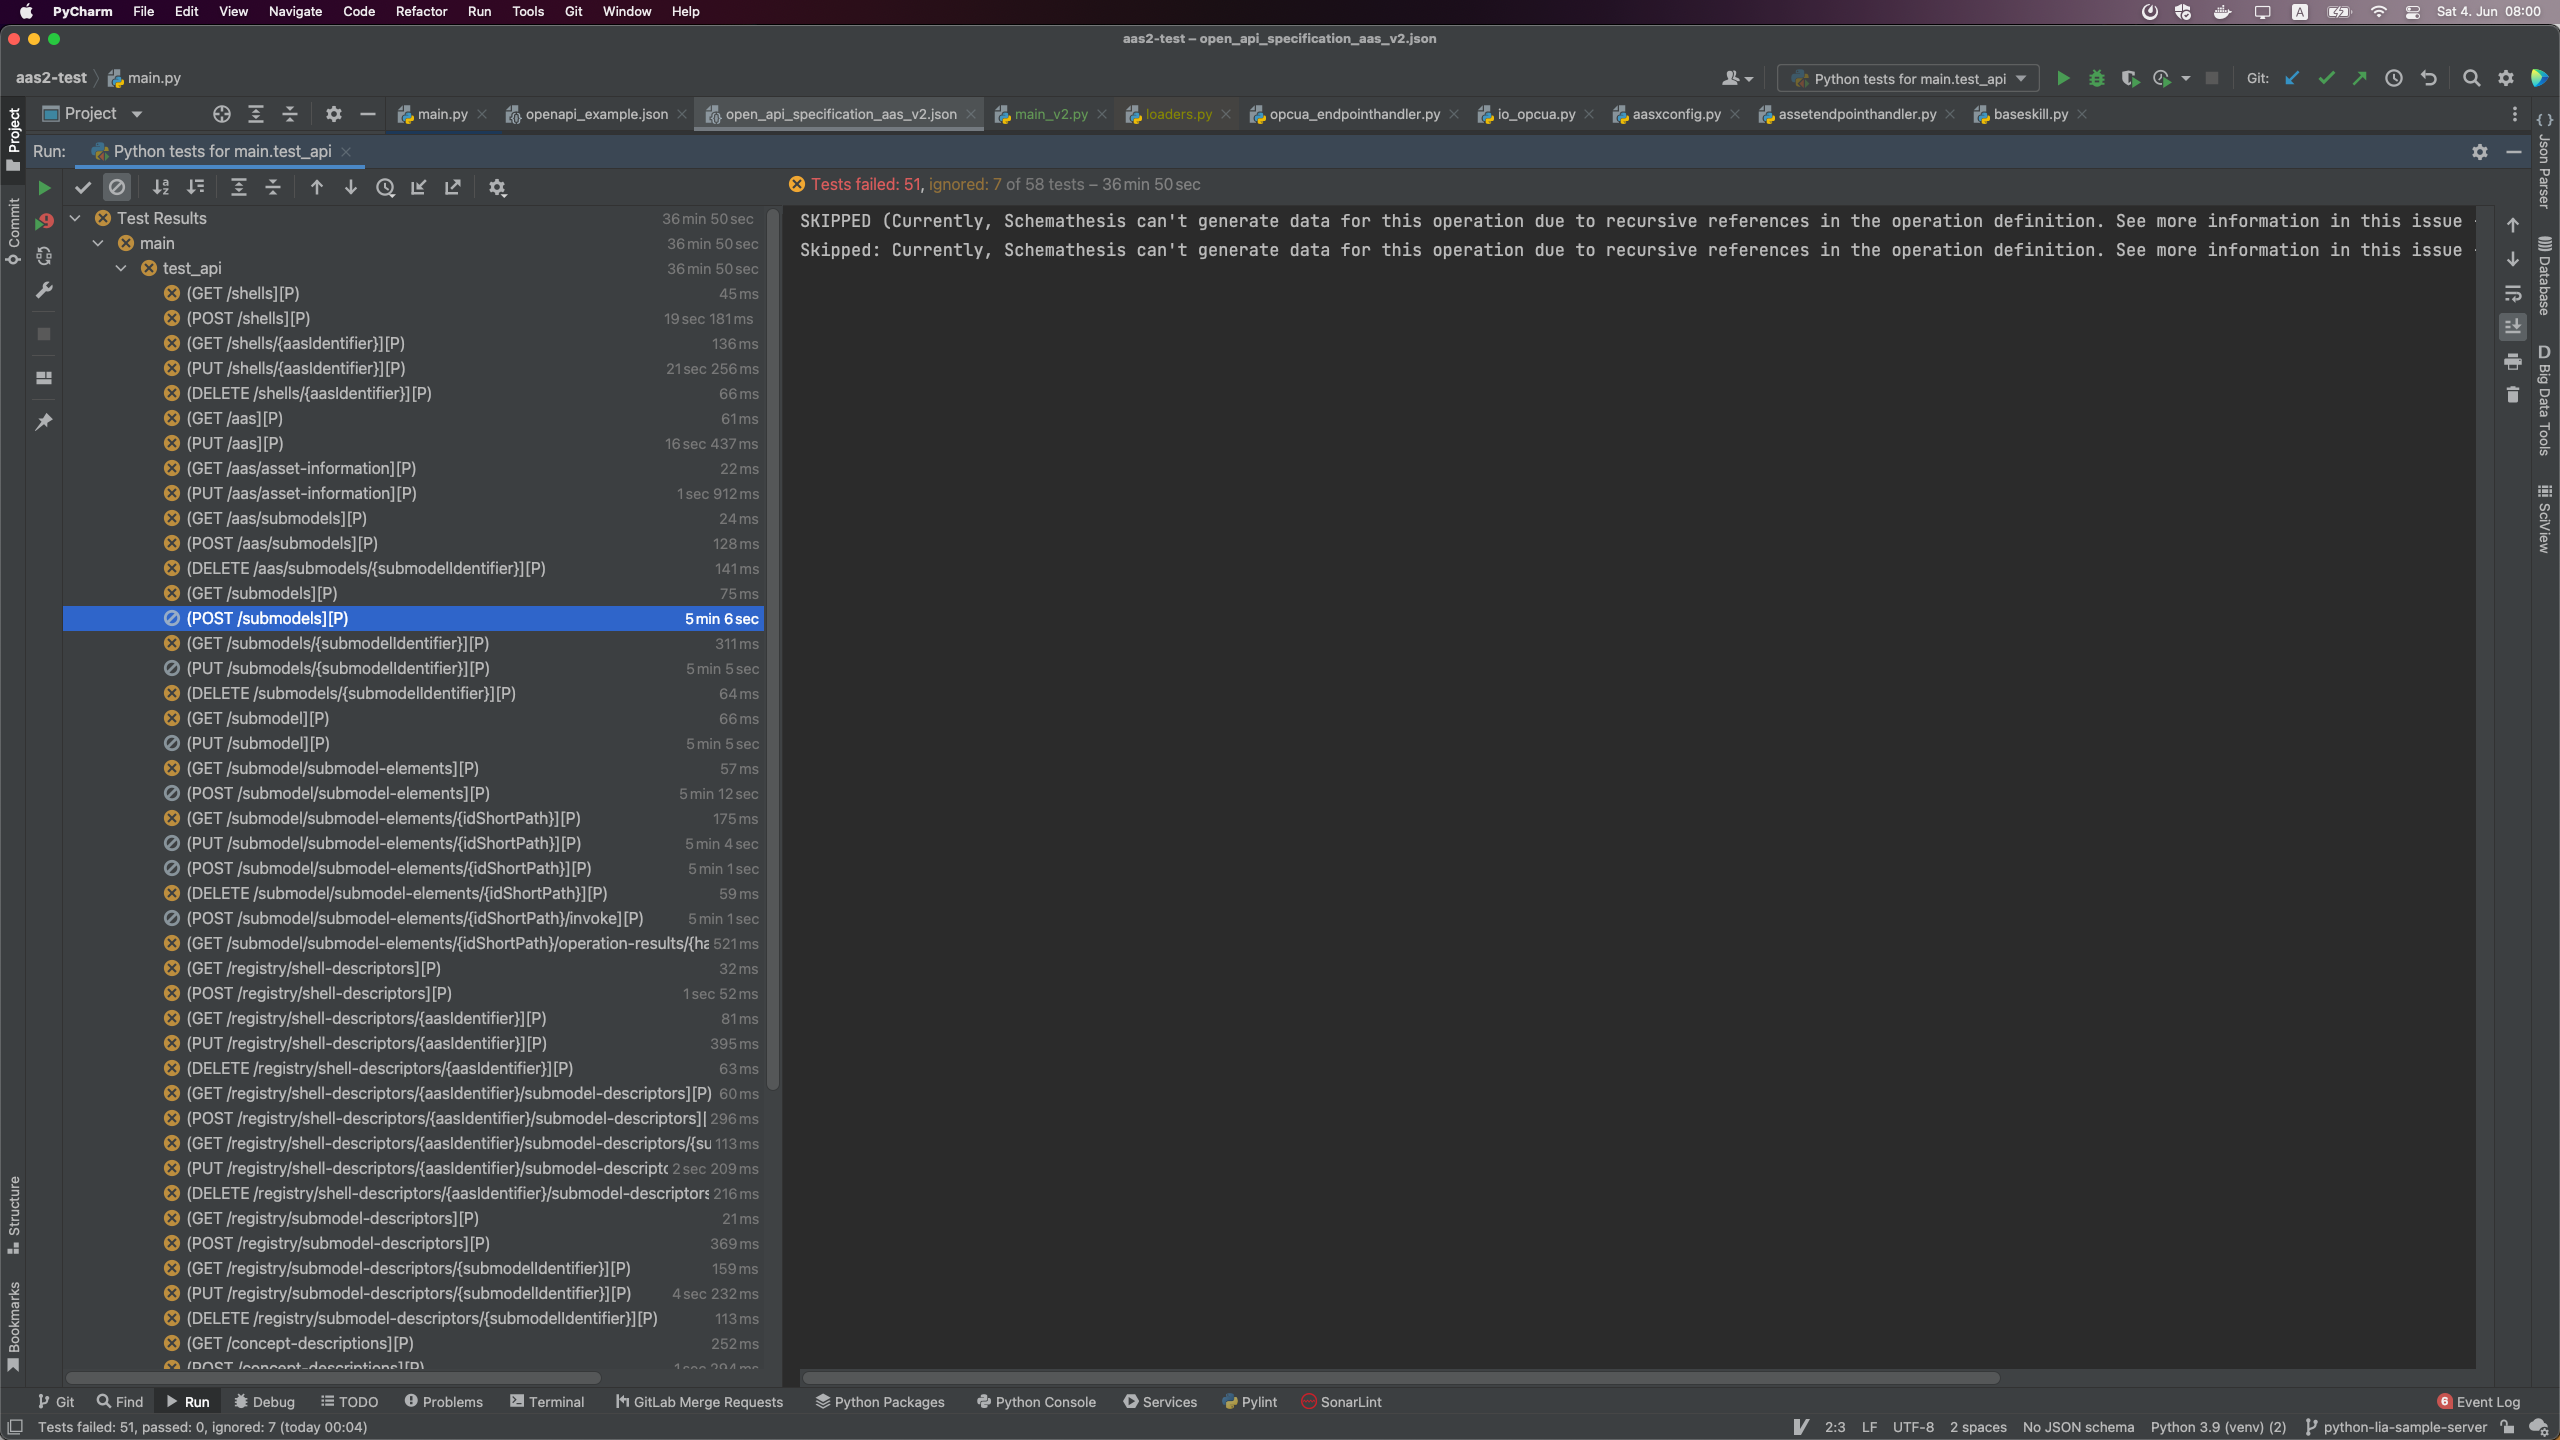 PyCharm File Edit View Navigate Code Refactor Run Tools Git Window Help
A Sat 4. Jun 08:00
aas2-test – open_api_specification_aas_v2.json
aas2-test main.py
Python tests for main.test_api
Git:
Project
main.py openapi_example.json open_api_specification_aas_v2.json main_v2.py loaders.py opcua_endpointhandler.py io_opcua.py aasxconfig.py assetendpointhandler.py baseskill.py
Run: Python tests for main.test_api
Tests failed: 51, ignored: 7 of 58 tests – 36 min 50 sec
Test Results 36 min 50 sec
main 36 min 50 sec
test_api 36 min 50 sec
(GET /shells][P) 45 ms
(POST /shells][P) 19 sec 181 ms
(GET /shells/{aasIdentifier}][P) 136 ms
(PUT /shells/{aasIdentifier}][P) 21 sec 256 ms
(DELETE /shells/{aasIdentifier}][P) 66 ms
(GET /aas][P) 61 ms
(PUT /aas][P) 16 sec 437 ms
(GET /aas/asset-information][P) 22 ms
(PUT /aas/asset-information][P) 1 sec 912 ms
(GET /aas/submodels][P) 24 ms
(POST /aas/submodels][P) 128 ms
(DELETE /aas/submodels/{submodelIdentifier}][P) 141 ms
(GET /submodels][P) 75 ms
(POST /submodels][P) 5 min 6 sec
(GET /submodels/{submodelIdentifier}][P) 311 ms
(PUT /submodels/{submodelIdentifier}][P) 5 min 5 sec
(DELETE /submodels/{submodelIdentifier}][P) 64 ms
(GET /submodel][P) 66 ms
(PUT /submodel][P) 5 min 5 sec
(GET /submodel/submodel-elements][P) 57 ms
(POST /submodel/submodel-elements][P) 5 min 12 sec
(GET /submodel/submodel-elements/{idShortPath}][P) 175 ms
(PUT /submodel/submodel-elements/{idShortPath}][P) 5 min 4 sec
(POST /submodel/submodel-elements/{idShortPath}][P) 5 min 1 sec
(DELETE /submodel/submodel-elements/{idShortPath}][P) 59 ms
(POST /submodel/submodel-elements/{idShortPath}/invoke][P) 5 min 1 sec
(GET /submodel/submodel-elements/{idShortPath}/operation-results/{ha 521 ms
(GET /registry/shell-descriptors][P) 32 ms
(POST /registry/shell-descriptors][P) 1 sec 52 ms
(GET /registry/shell-descriptors/{aasIdentifier}][P) 81 ms
(PUT /registry/shell-descriptors/{aasIdentifier}][P) 395 ms
(DELETE /registry/shell-descriptors/{aasIdentifier}][P) 63 ms
(GET /registry/shell-descriptors/{aasIdentifier}/submodel-descriptors][P) 60 ms
(POST /registry/shell-descriptors/{aasIdentifier}/submodel-descriptors][ 296 ms
(GET /registry/shell-descriptors/{aasIdentifier}/submodel-descriptors/{su 113 ms
(PUT /registry/shell-descriptors/{aasIdentifier}/submodel-descripto 2 sec 209 ms
(DELETE /registry/shell-descriptors/{aasIdentifier}/submodel-descriptors 216 ms
(GET /registry/submodel-descriptors][P) 21 ms
(POST /registry/submodel-descriptors][P) 369 ms
(GET /registry/submodel-descriptors/{submodelIdentifier}][P) 159 ms
(PUT /registry/submodel-descriptors/{submodelIdentifier}][P) 4 sec 232 ms
(DELETE /registry/submodel-descriptors/{submodelIdentifier}][P) 113 ms
(GET /concept-descriptions][P) 252 ms
(POST /concept-descriptions][P) 1 sec 294 ms
SKIPPED (Currently, Schemathesis can't generate data for this operation due to recursive references in the operation definition. See more information in this issue
Skipped: Currently, Schemathesis can't generate data for this operation due to recursive references in the operation definition. See more information in this issue
Project
Commit
Structure
Bookmarks
Json Parser
Database
D Big Data Tools
SciView
Git Find Run Debug TODO Problems Terminal GitLab Merge Requests Python Packages Python Console Services Pylint SonarLint 6 Event Log
Tests failed: 51, passed: 0, ignored: 7 (today 00:04) 2:3 LF UTF-8 2 spaces No JSON schema Python 3.9 (venv) (2) python-lia-sample-server